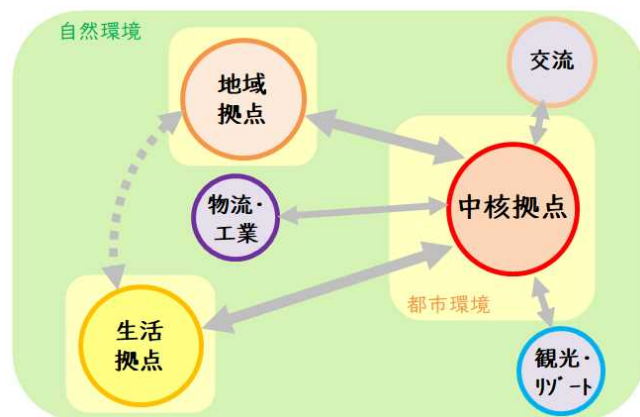 自然環境
地域
拠点
交流
物流・
工業
中核拠点
都市環境
生活
拠点
観光・
ﾘｿﾞｰﾄ